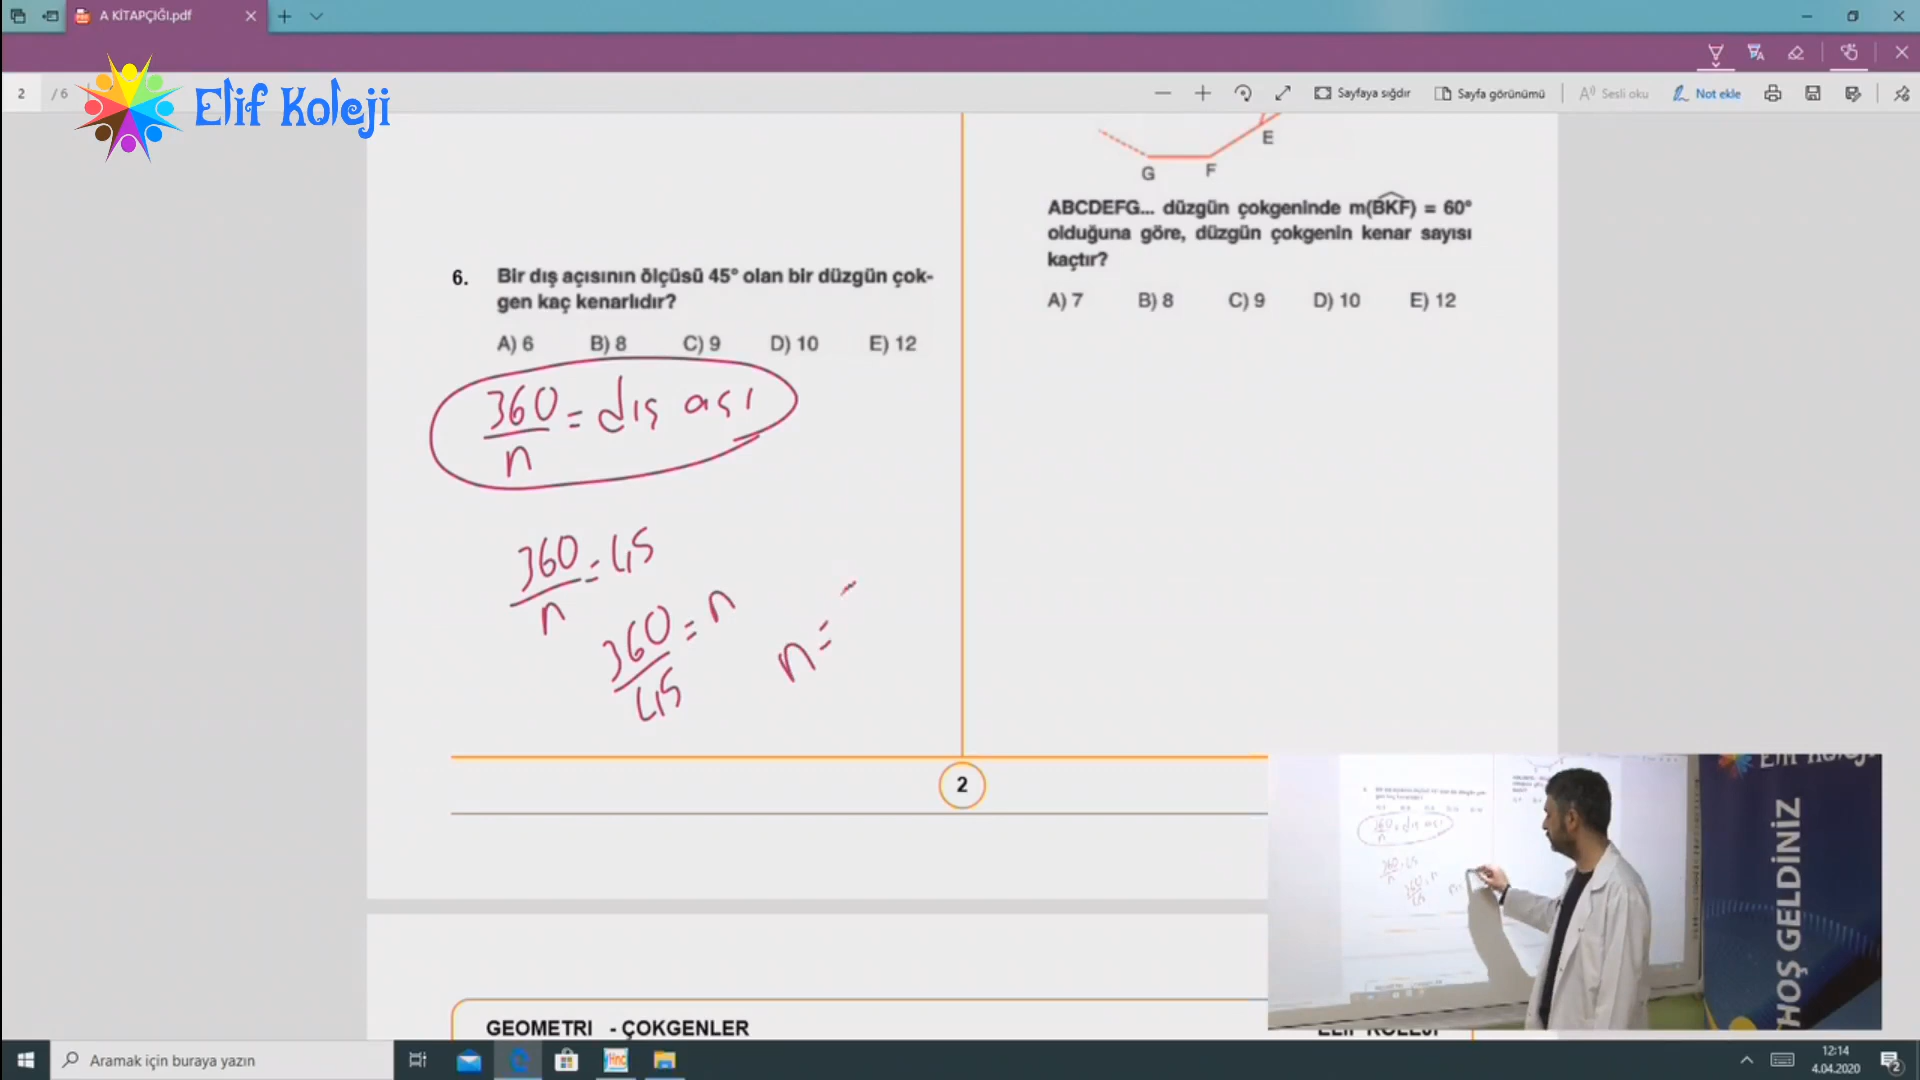 A KİTAPÇIĞI.pdf
2 / 6
Elif Koleji
Sayfaya sığdır
Sayfa görünümü
Sesli oku
Not ekle
6. Bir dış açısının ölçüsü 45° olan bir düzgün çok-
gen kaç kenarlıdır?
A) 6 B) 8 C) 9 D) 10 E) 12
360/n = dış açı
360/n = 45
360/45 = n
n =
E
G F
ABCDEFG... düzgün çokgeninde m(BKF) = 60°
olduğuna göre, düzgün çokgenin kenar sayısı
kaçtır?
A) 7 B) 8 C) 9 D) 10 E) 12
2
GEOMETRI - ÇOKGENLER
ELİF KOLEJİ
HOŞ GELDİNİZ
Aramak için buraya yazın
12:14
4.04.2020
2